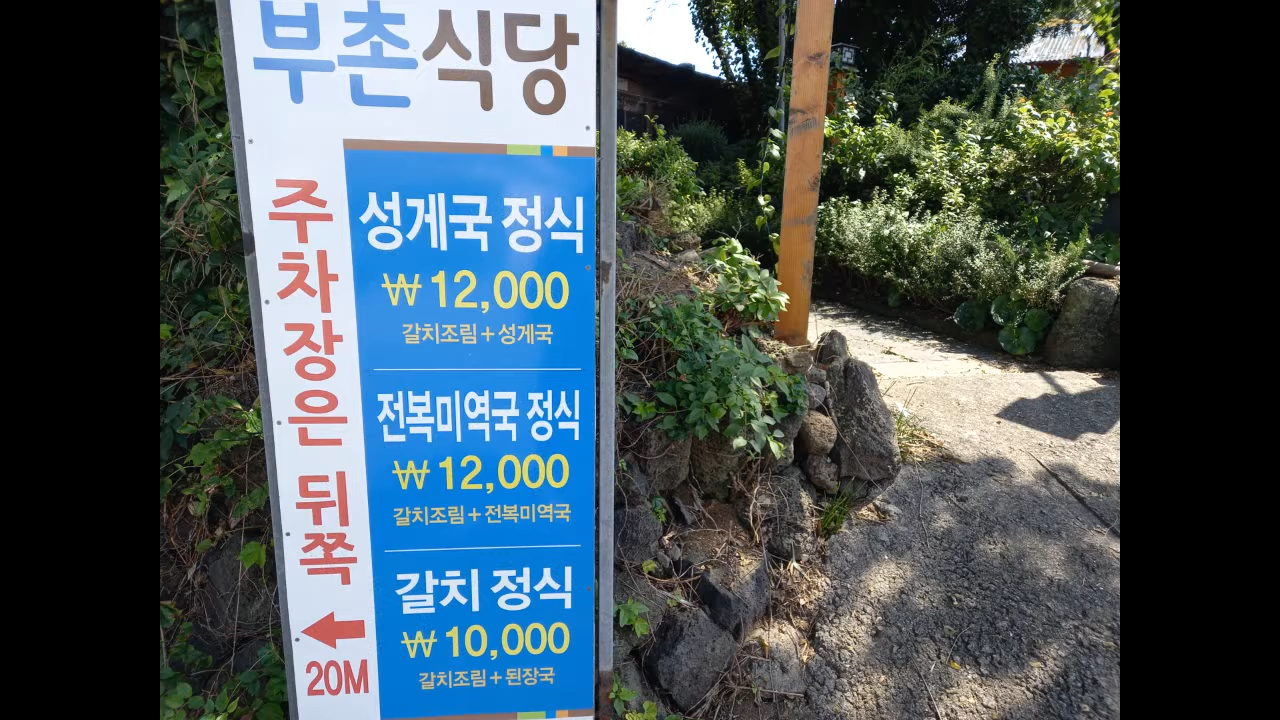 부촌식당
주차장은 뒤쪽
20M
성게국 정식
₩12,000
갈치조림+성게국
전복미역국 정식
₩12,000
갈치조림+전복미역국
갈치 정식
₩10,000
갈치조림+된장국